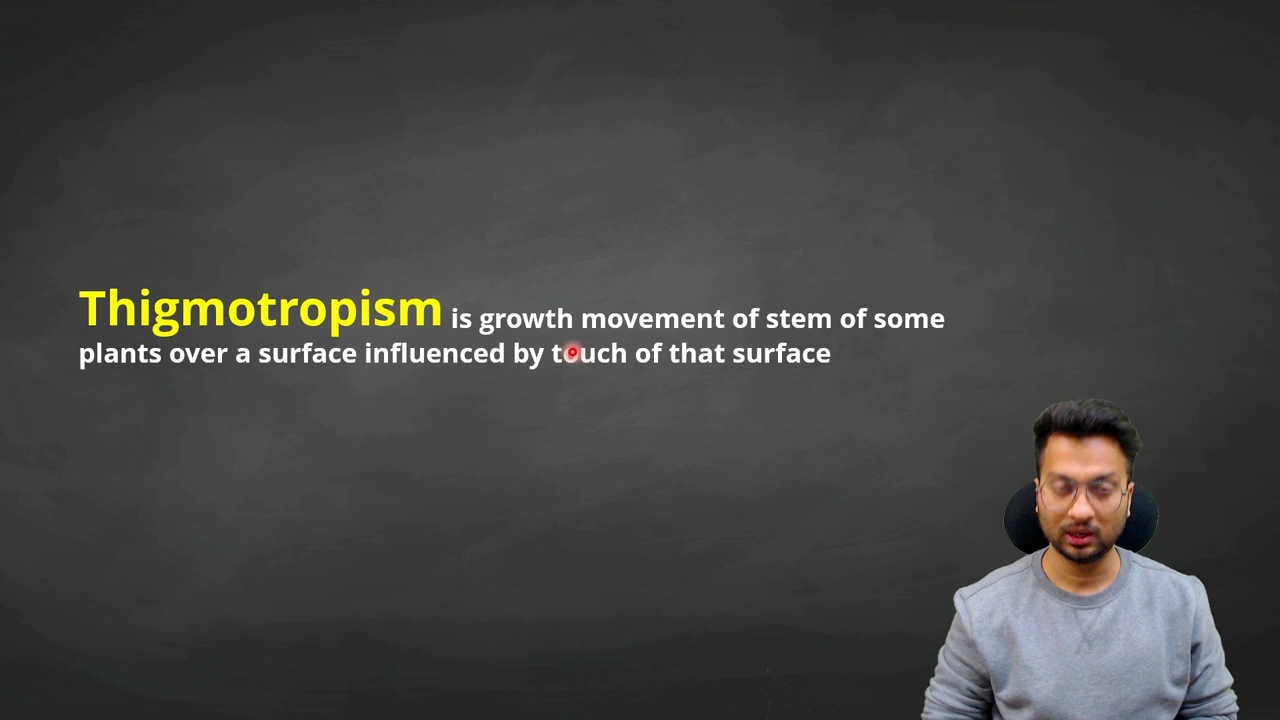 Thigmotropism is growth movement of stem of some
plants over a surface influenced by touch of that surface